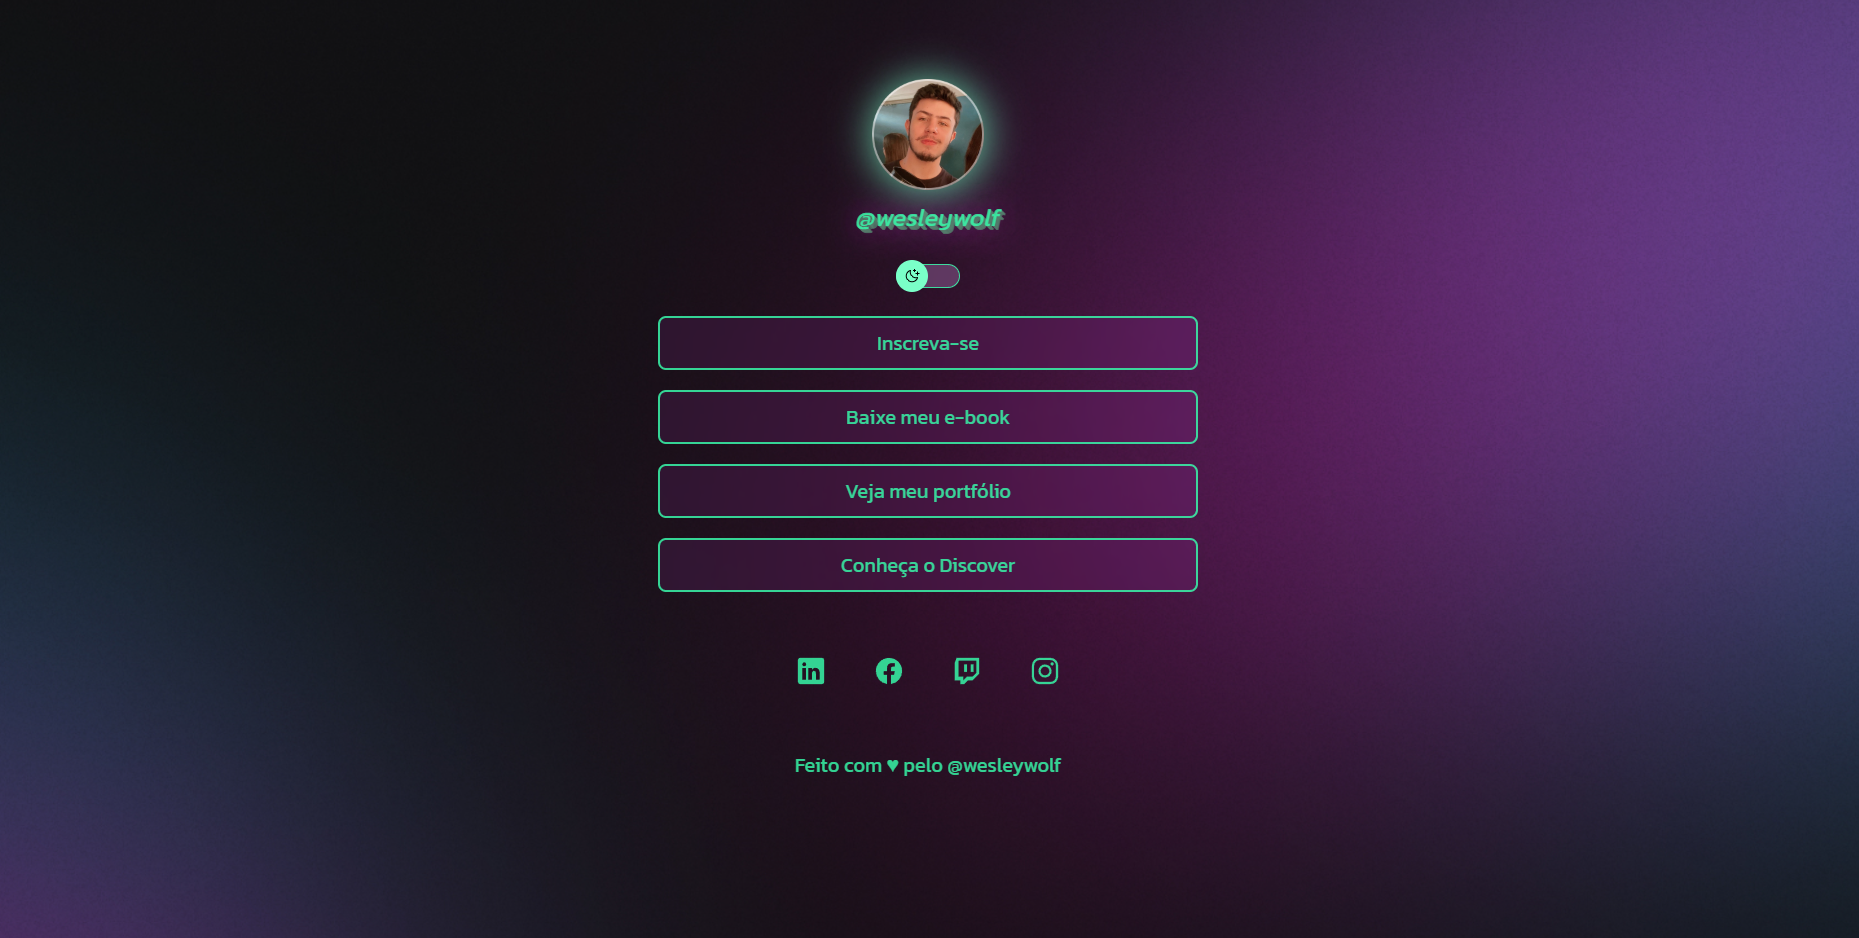 @wesleywolf
Inscreva-se
Baixe meu e-book
Veja meu portfólio
Conheça o Discover
Feito com ♥ pelo @wesleywolf